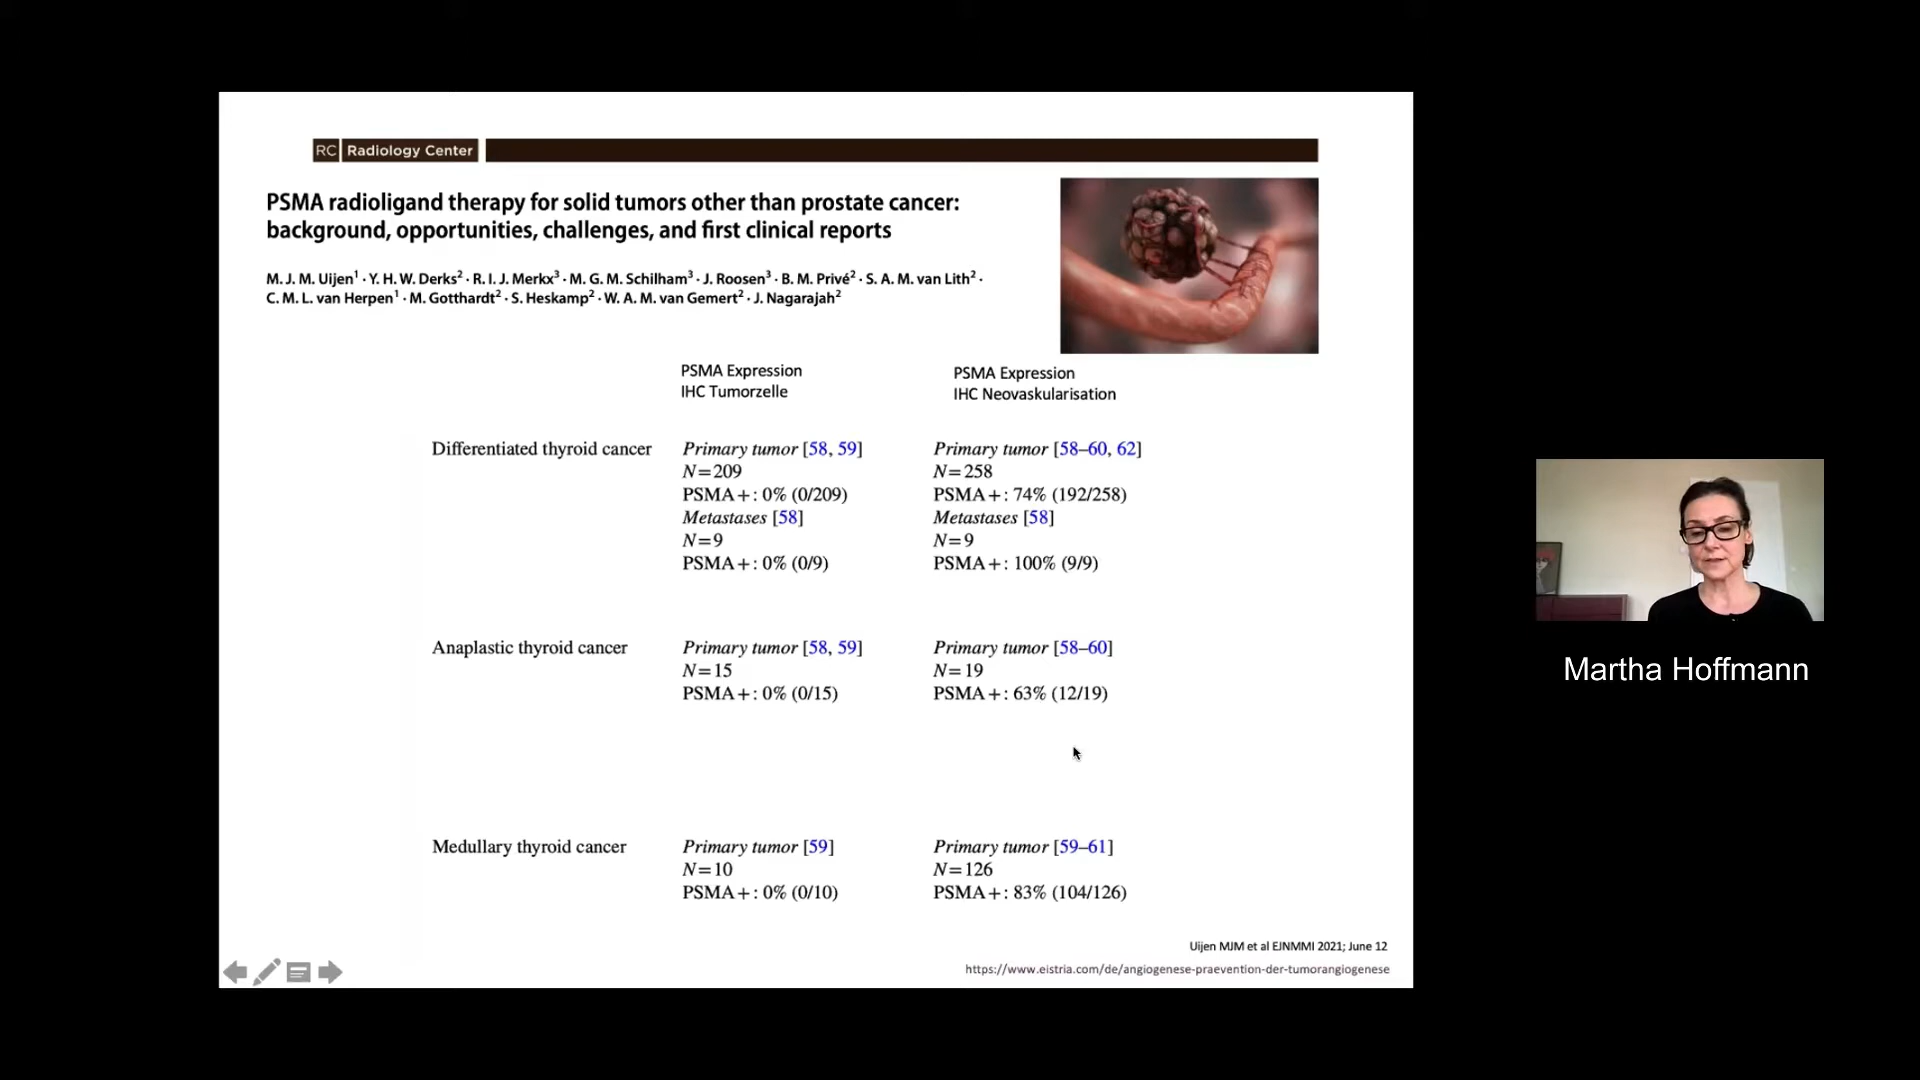 RC Radiology Center
PSMA radioligand therapy for solid tumors other than prostate cancer:
background, opportunities, challenges, and first clinical reports
M. J. M. Uijen1 · Y. H. W. Derks2 · R. I. J. Merkx3 · M. G. M. Schilham3 · J. Roosen3 · B. M. Privé2 · S. A. M. van Lith2 ·
C. M. L. van Herpen1 · M. Gotthardt2 · S. Heskamp2 · W. A. M. van Gemert2 · J. Nagarajah2
PSMA Expression
IHC Tumorzelle
PSMA Expression
IHC Neovaskularisation
Differentiated thyroid cancer
Primary tumor [58, 59]
N=209
PSMA+: 0% (0/209)
Metastases [58]
N=9
PSMA+: 0% (0/9)
Primary tumor [58–60, 62]
N=258
PSMA+: 74% (192/258)
Metastases [58]
N=9
PSMA+: 100% (9/9)
Anaplastic thyroid cancer
Primary tumor [58, 59]
N=15
PSMA+: 0% (0/15)
Primary tumor [58–60]
N=19
PSMA+: 63% (12/19)
Medullary thyroid cancer
Primary tumor [59]
N=10
PSMA+: 0% (0/10)
Primary tumor [59–61]
N=126
PSMA+: 83% (104/126)
Uijen MJM et al EJNMMI 2021; June 12
https://www.eistria.com/de/angiogenese-praevention-der-tumorangiogenese
Martha Hoffmann